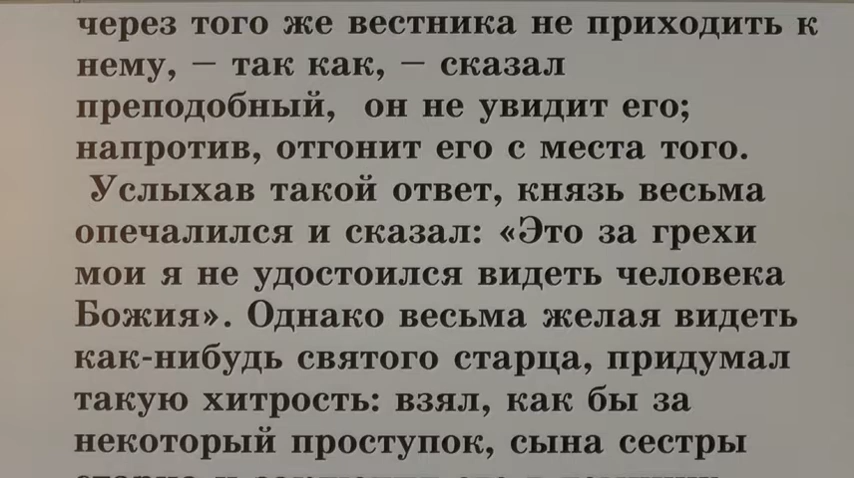 через того же вестника не приходить к
нему, – так как, – сказал
преподобный, он не увидит его;
напротив, отгонит его с места того.
Услыхав такой ответ, князь весьма
опечалился и сказал: «Это за грехи
мои я не удостоился видеть человека
Божия». Однако весьма желая видеть
как-нибудь святого старца, придумал
такую хитрость: взял, как бы за
некоторый проступок, сына сестры